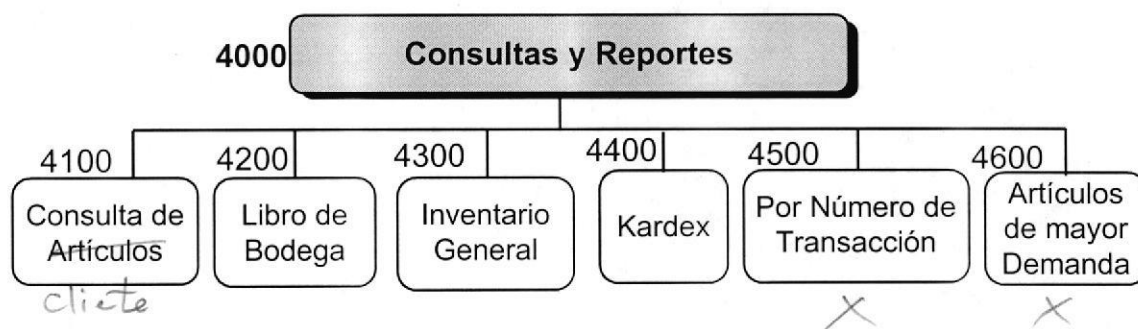 4000 Consultas y Reportes
4100
4200
4300
4400
4500
4600
Consulta de
Artículos
cliete
Libro de
Bodega
Inventario
General
Kardex
Por Número de
Transacción
X
Artículos
de mayor
Demanda
X